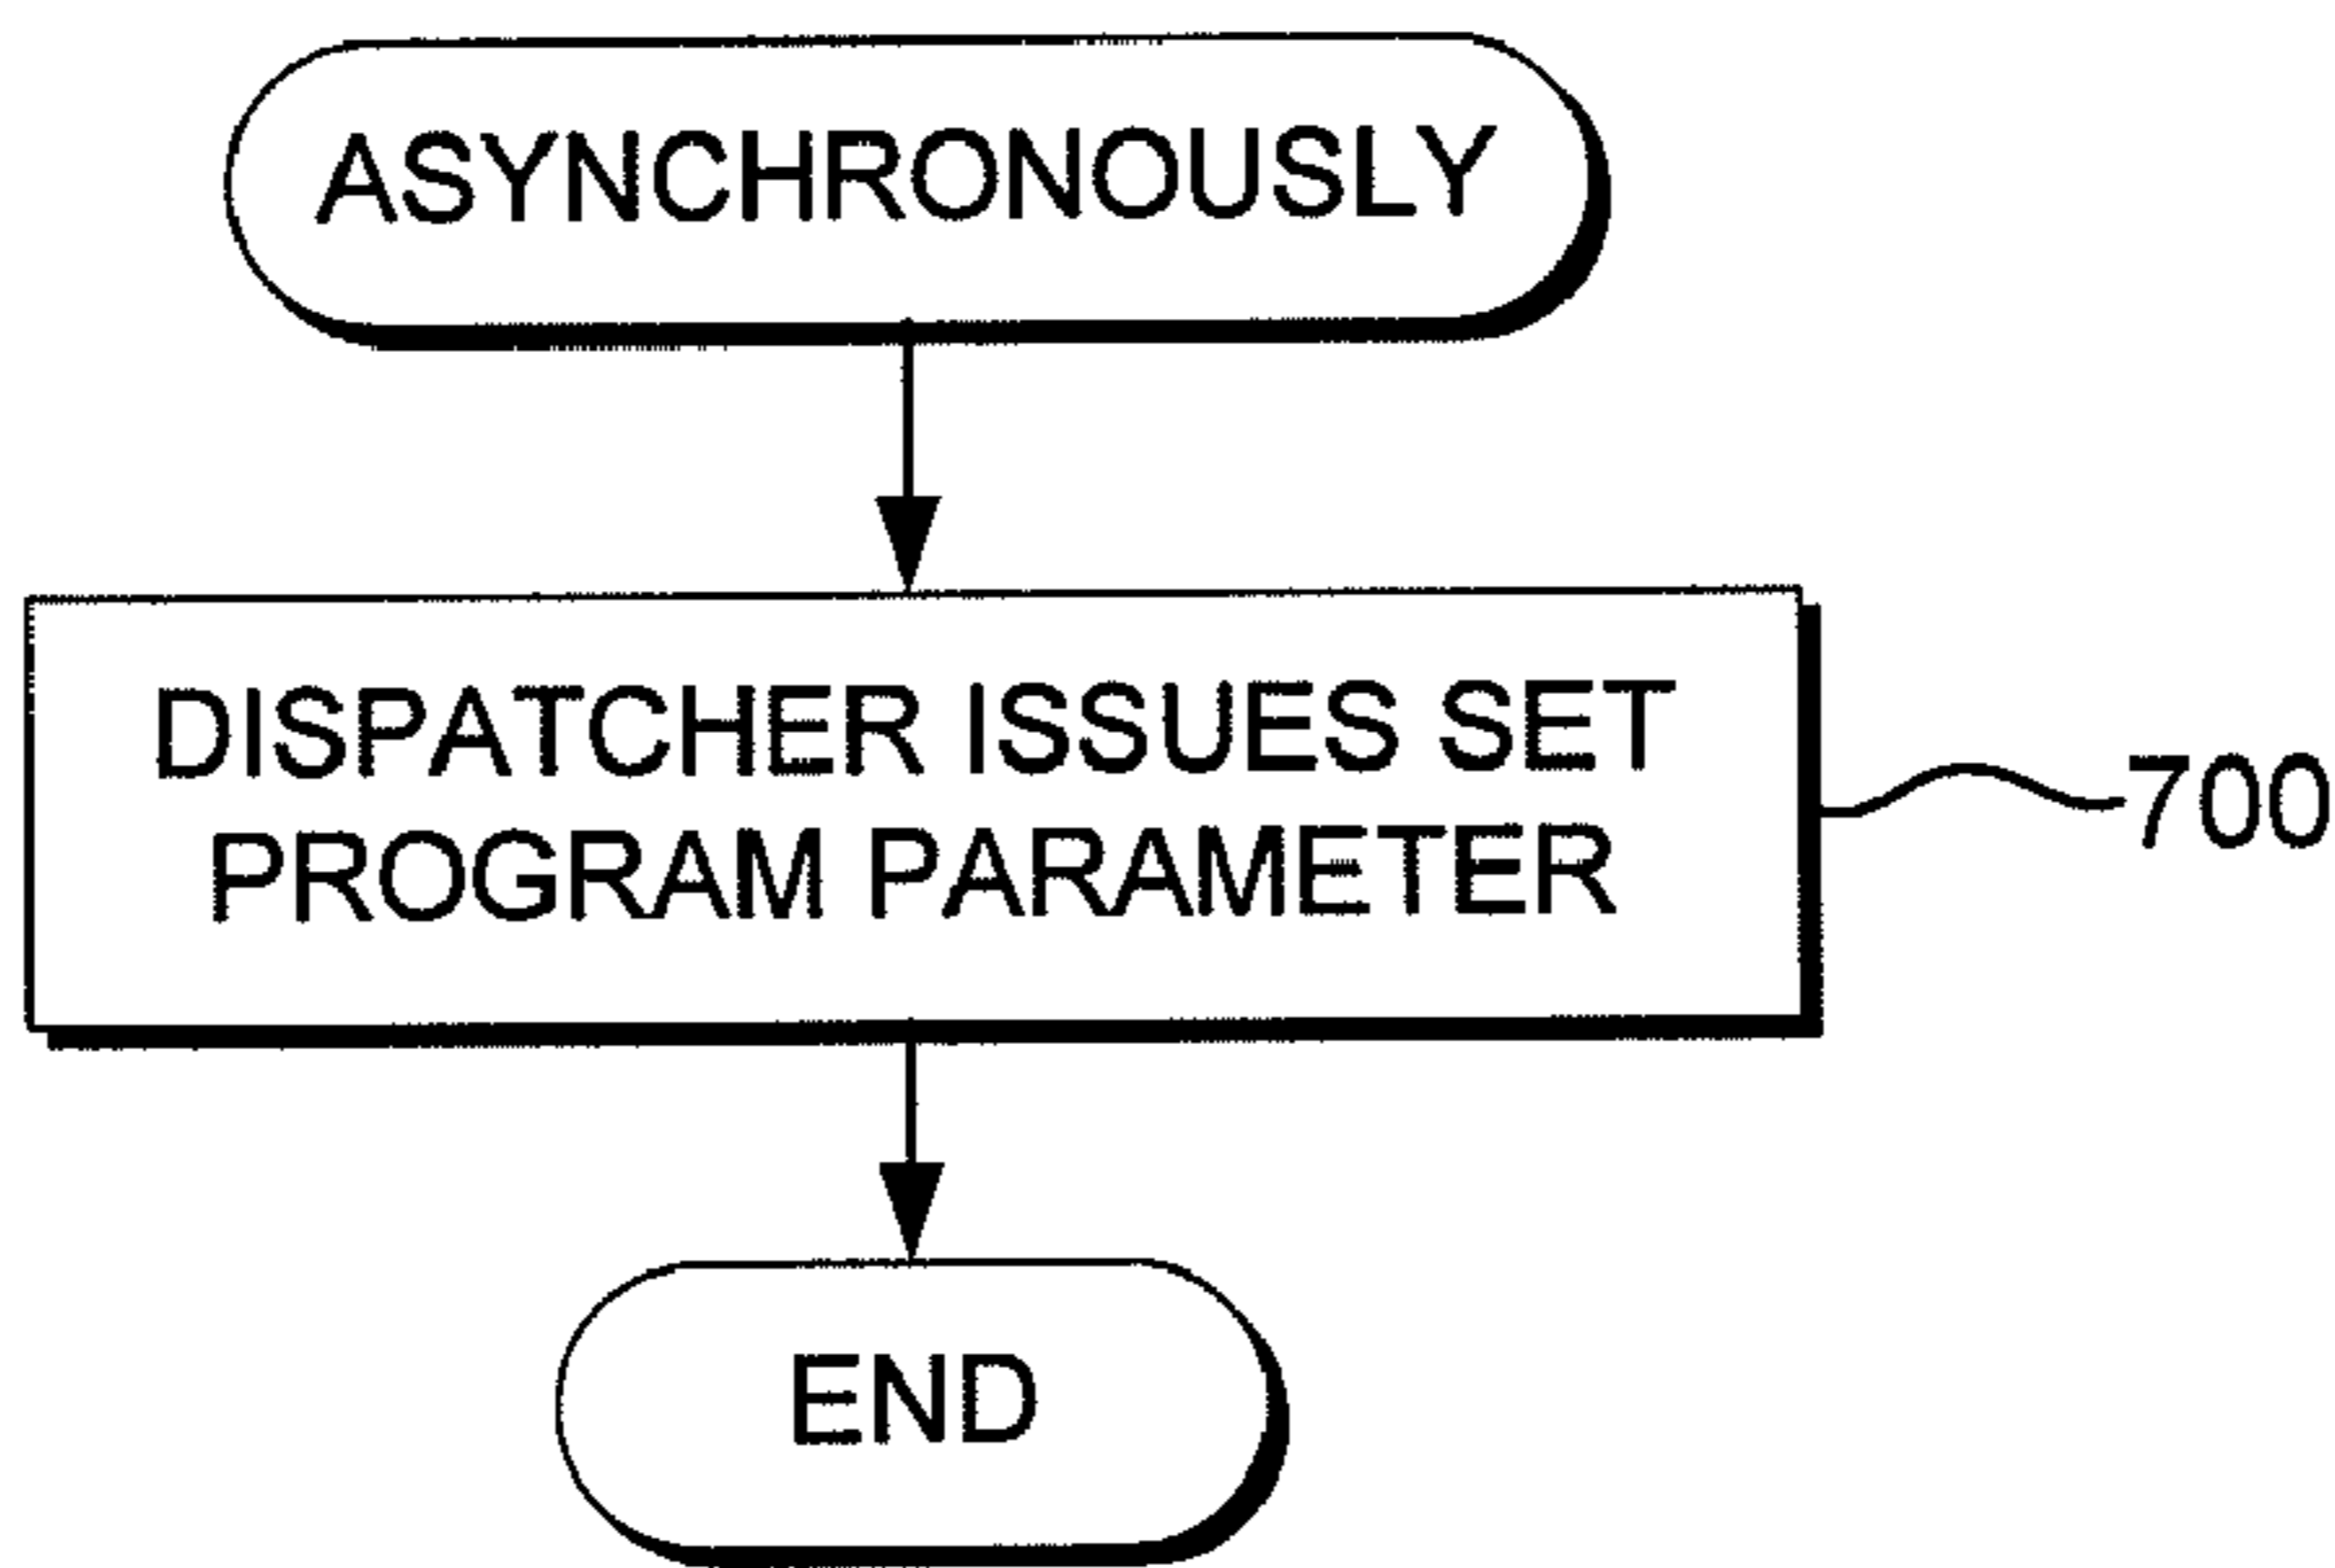 ASYNCHRONOUSLY
DISPATCHER ISSUES SET
PROGRAM PARAMETER
700
END